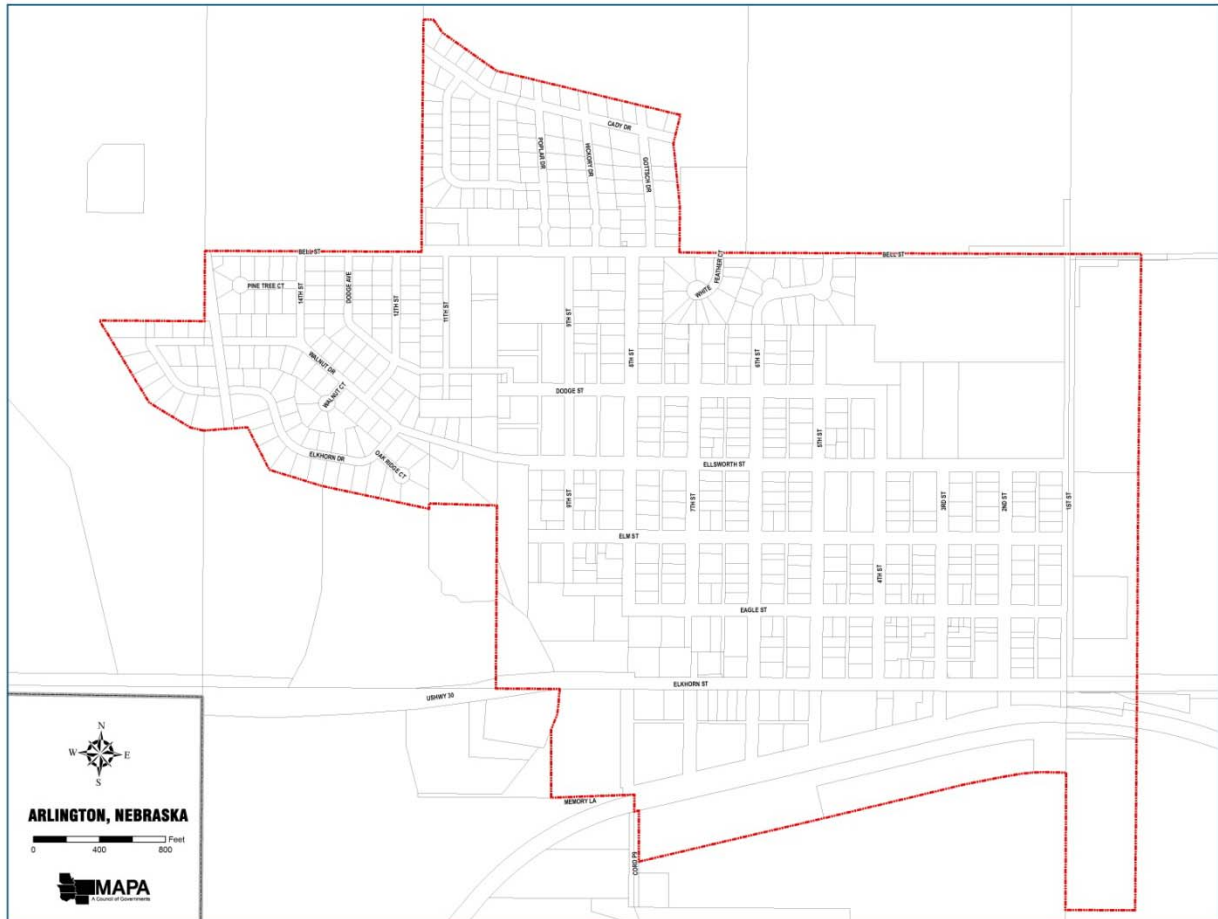 CADY DR
POPLAR DR
HICKORY DR
GOTTSCH DR
BELL ST
BELL ST
WHITE
FEATHER CT
PINE TREE CT
14TH ST
DODGE AVE
12TH ST
11TH ST
9TH ST
8TH ST
6TH ST
WALNUT DR
WALNUT CT
DODGE ST
5TH ST
ELKHORN DR
OAK RIDGE CT
ELLSWORTH ST
9TH ST
7TH ST
3RD ST
2ND ST
1ST ST
ELM ST
4TH ST
EAGLE ST
ELKHORN ST
USHWY 30
MEMORY LA
CORD P9
N
W
E
S
ARLINGTON, NEBRASKA
Feet
0 400 800
MAPA
A Council of Governments